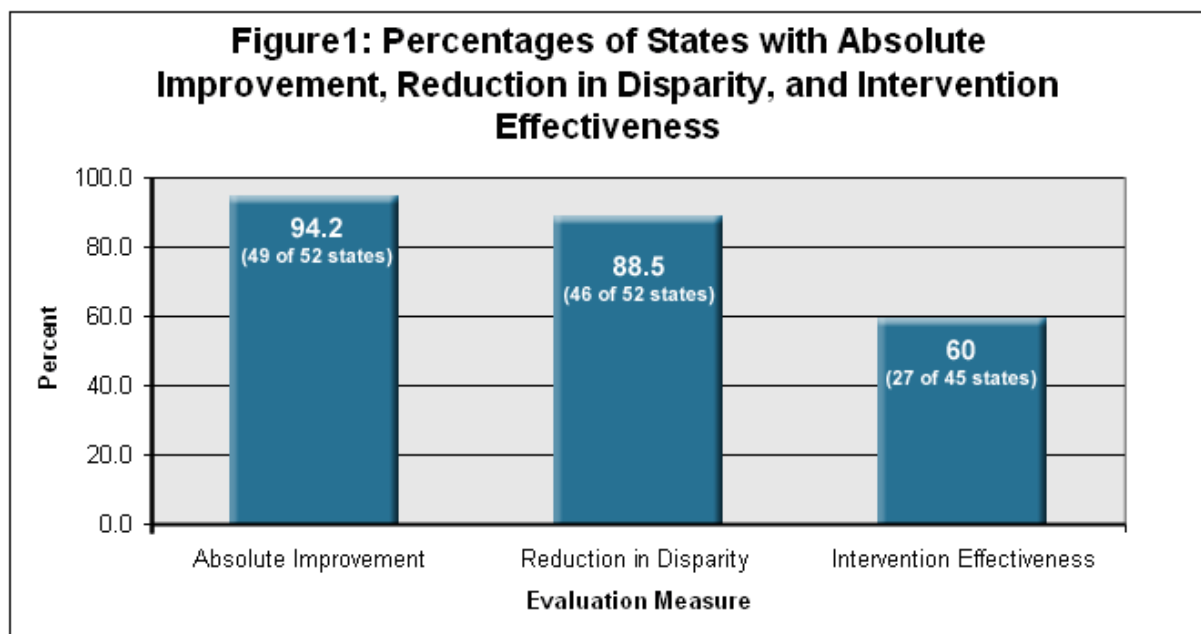 Figure1: Percentages of States with Absolute
Improvement, Reduction in Disparity, and Intervention
Effectiveness
100.0
80.0
60.0
40.0
20.0
0.0
Percent
94.2
(49 of 52 states)
88.5
(46 of 52 states)
60
(27 of 45 states)
Absolute Improvement
Reduction in Disparity
Intervention Effectiveness
Evaluation Measure